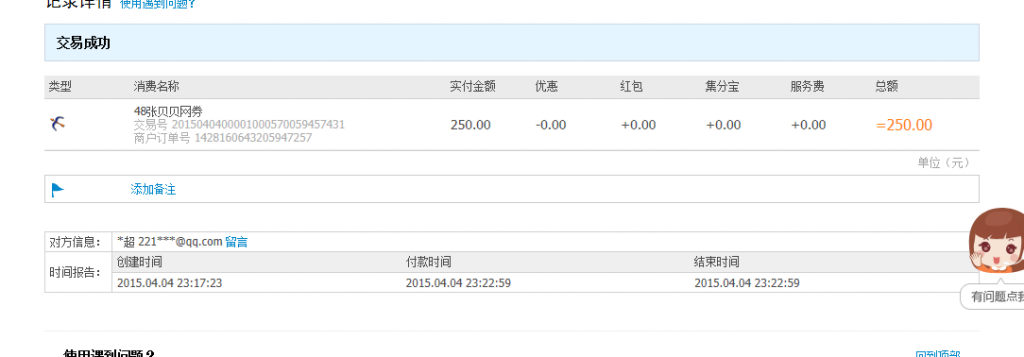 记录详情 使用遇到问题?
交易成功
类型 消费名称 实付金额 优惠 红包 集分宝 服务费 总额
48张贝贝网券
交易号 2015040400001000570059457431
商户订单号 1428160643205947257
250.00 -0.00 +0.00 +0.00 +0.00 =250.00
单位（元）
添加备注
对方信息： *超 221***@qq.com 留言
时间报告： 创建时间 付款时间 结束时间
2015.04.04 23:17:23 2015.04.04 23:22:59 2015.04.04 23:22:59
有问题点我
使用遇到问题？ 回到顶部